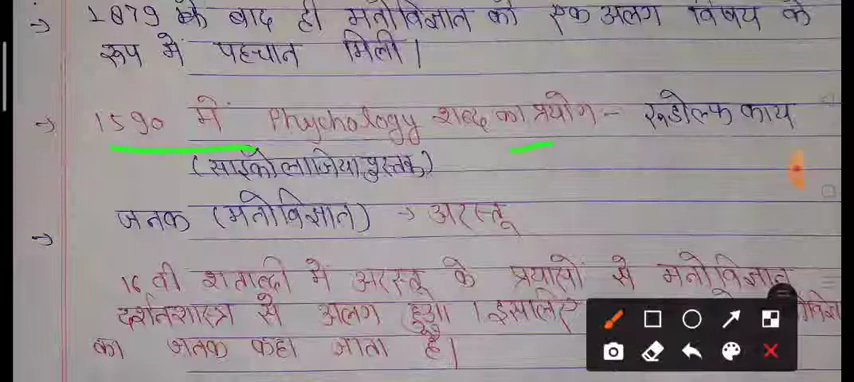 1879 के बाद ही मनोविज्ञान को एक अलग विषय के
रूप में पहचान मिली।
1590 में Phychology शब्द का प्रयोग - रूडोल्फ काय
(साइकोलाजिया पुस्तक)
जनक (मनोविज्ञान) → अरस्तू
16 वी शताब्दी में अरस्तू के प्रयासों से मनोविज्ञान
दर्शनशास्त्र से अलग हुआ। इसलिए
का जनक कहा जाता है।